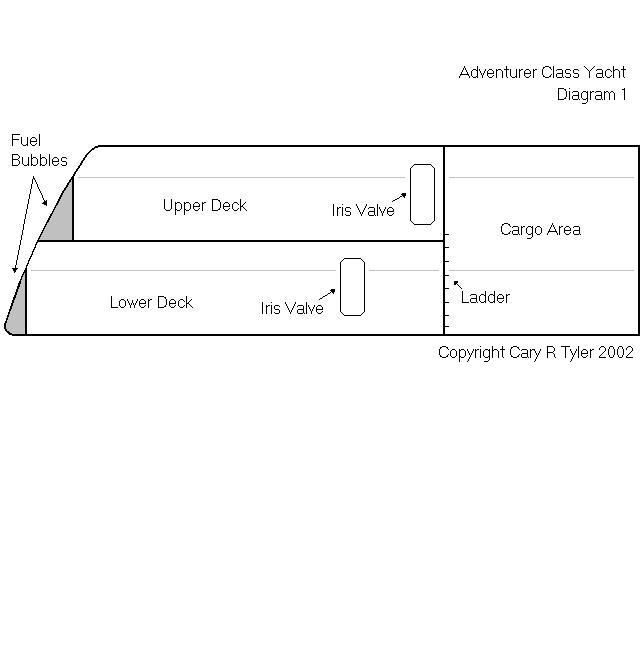 Adventurer Class Yacht
Diagram 1
Fuel
Bubbles
Upper Deck
Iris Valve
Cargo Area
Lower Deck
Iris Valve
Ladder
Copyright Cary R Tyler 2002